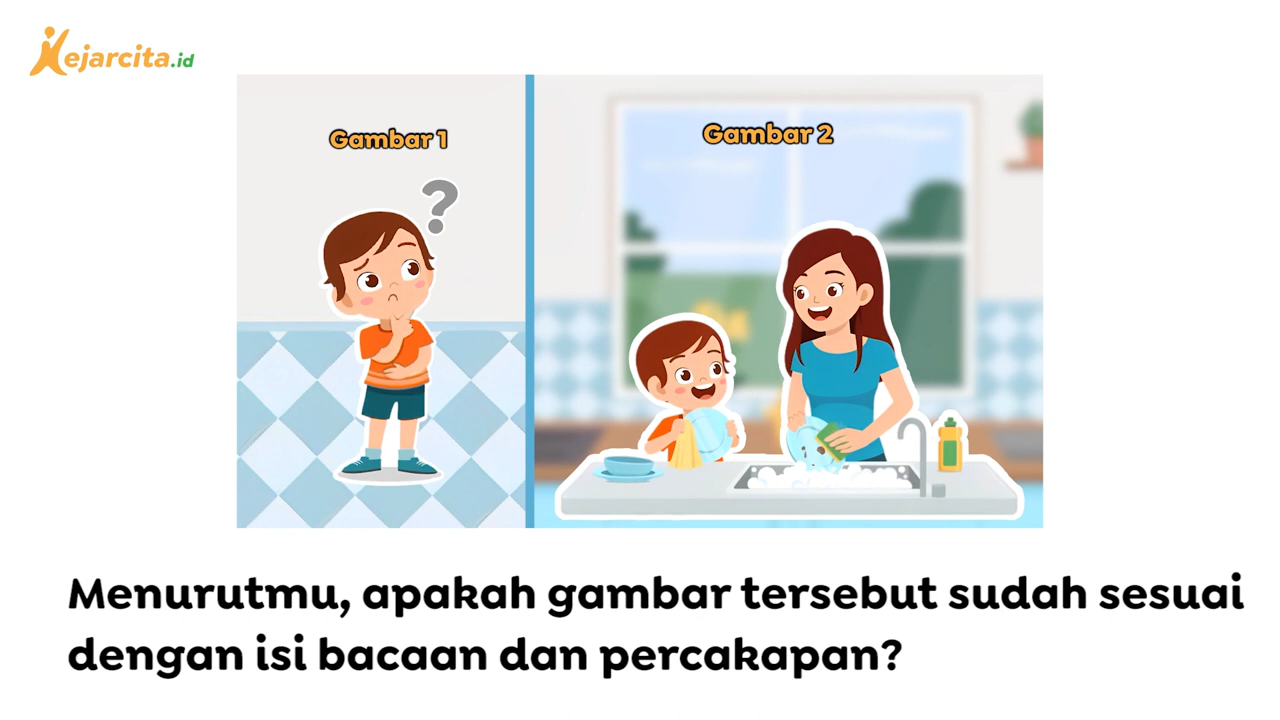 Kejarcita.id
Gambar 1
Gambar 2
?
Menurutmu, apakah gambar tersebut sudah sesuai
dengan isi bacaan dan percakapan?